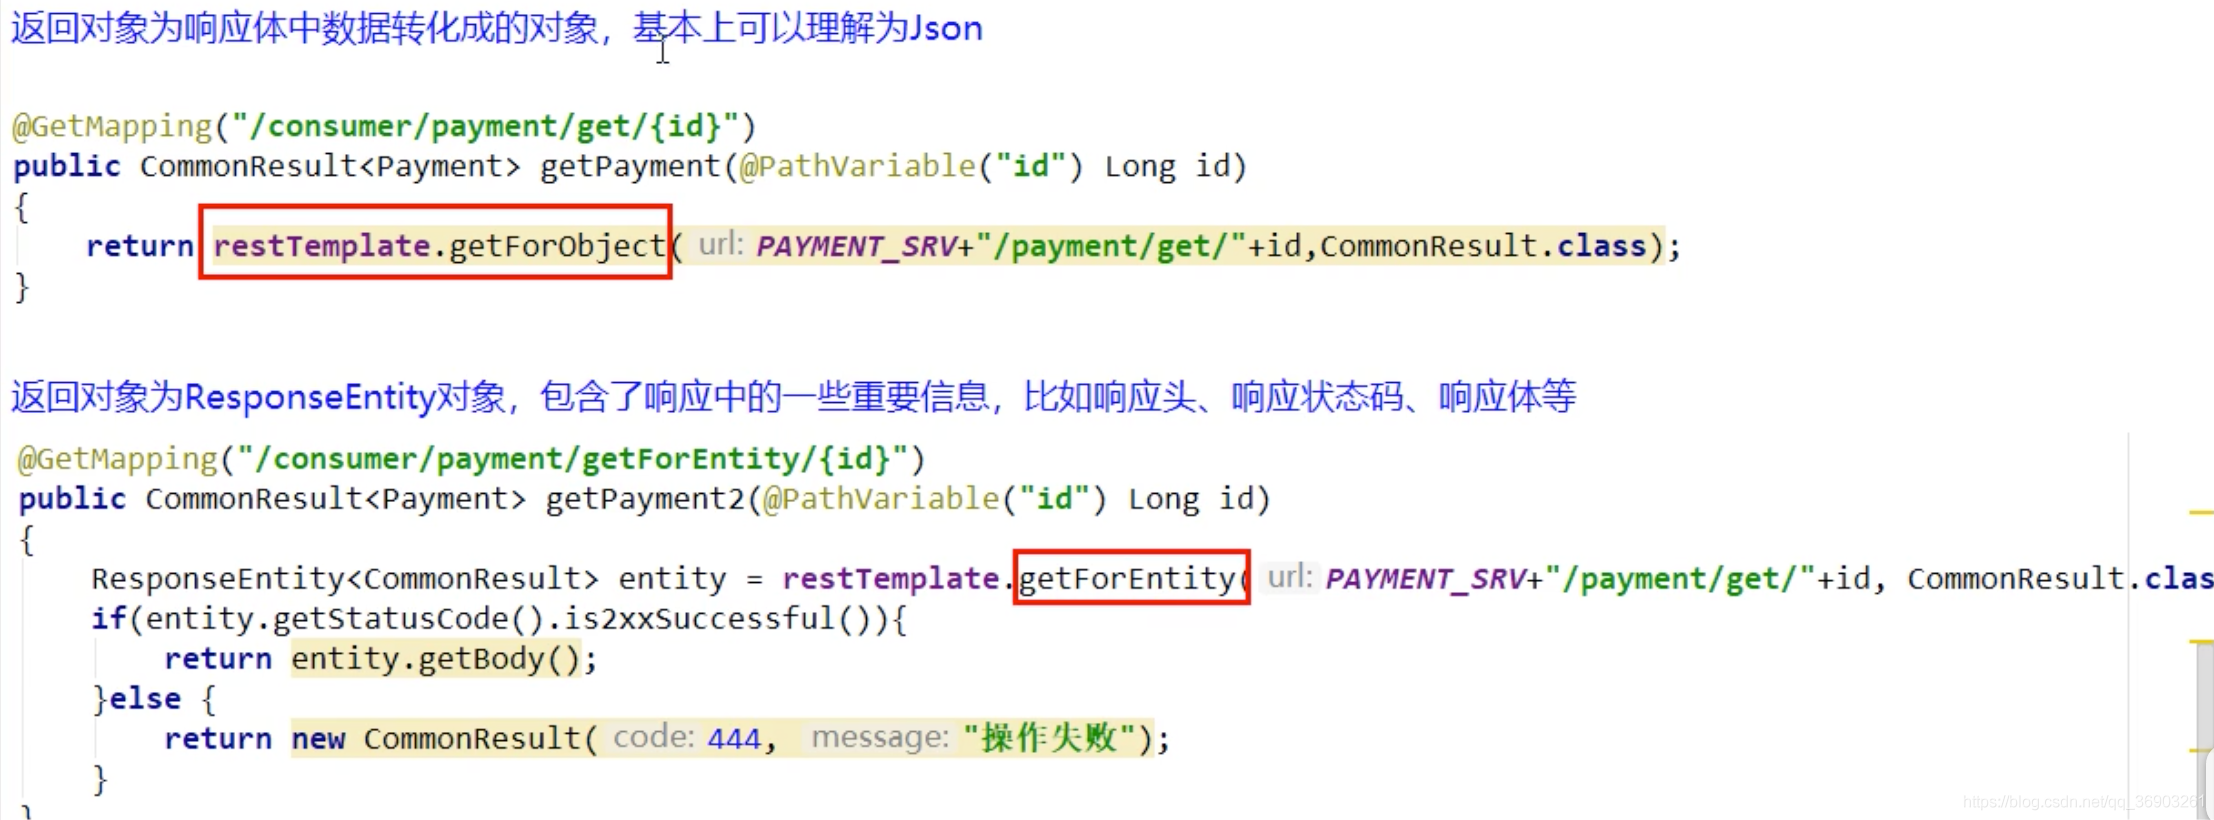 返回对象为响应体中数据转化成的对象，基本上可以理解为Json
@GetMapping("/consumer/payment/get/{id}")
public CommonResult<Payment> getPayment(@PathVariable("id") Long id)
{
return restTemplate.getForObject( url: PAYMENT_SRV+"/payment/get/"+id,CommonResult.class);
}
返回对象为ResponseEntity对象，包含了响应中的一些重要信息，比如响应头、响应状态码、响应体等
@GetMapping("/consumer/payment/getForEntity/{id}")
public CommonResult<Payment> getPayment2(@PathVariable("id") Long id)
{
ResponseEntity<CommonResult> entity = restTemplate.getForEntity( url: PAYMENT_SRV+"/payment/get/"+id, CommonResult.clas
if(entity.getStatusCode().is2xxSuccessful()){
return entity.getBody();
}else {
return new CommonResult( code: 444, message: "操作失败");
}
}